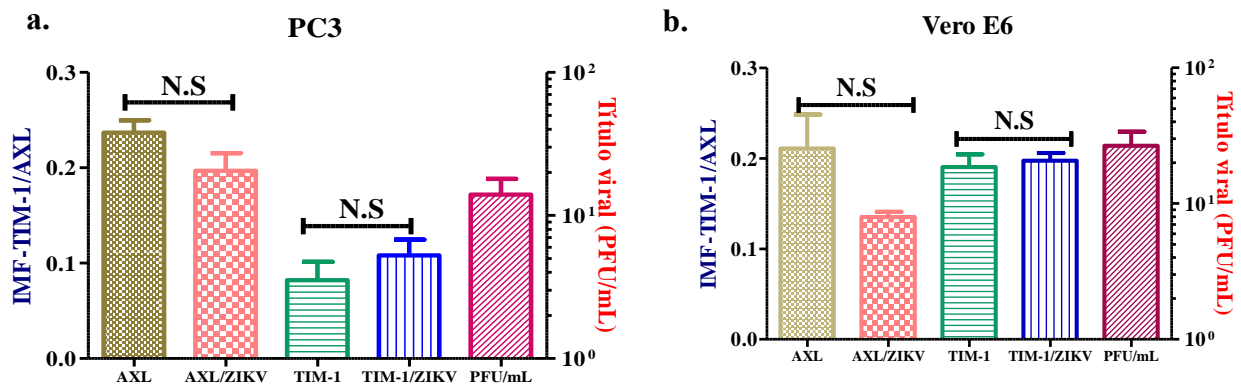 a.
PC3
IMF-TIM-1/AXL
0.3
0.2
0.1
0.0
N.S
N.S
10²
10¹
10⁰
Título viral (PFU/mL)
AXL
AXL/ZIKV
TIM-1
TIM-1/ZIKV
PFU/mL
b.
Vero E6
IMF-TIM-1/AXL
0.3
0.2
0.1
0.0
N.S
N.S
10²
10¹
10⁰
Título viral (PFU/mL)
AXL
AXL/ZIKV
TIM-1
TIM-1/ZIKV
PFU/mL